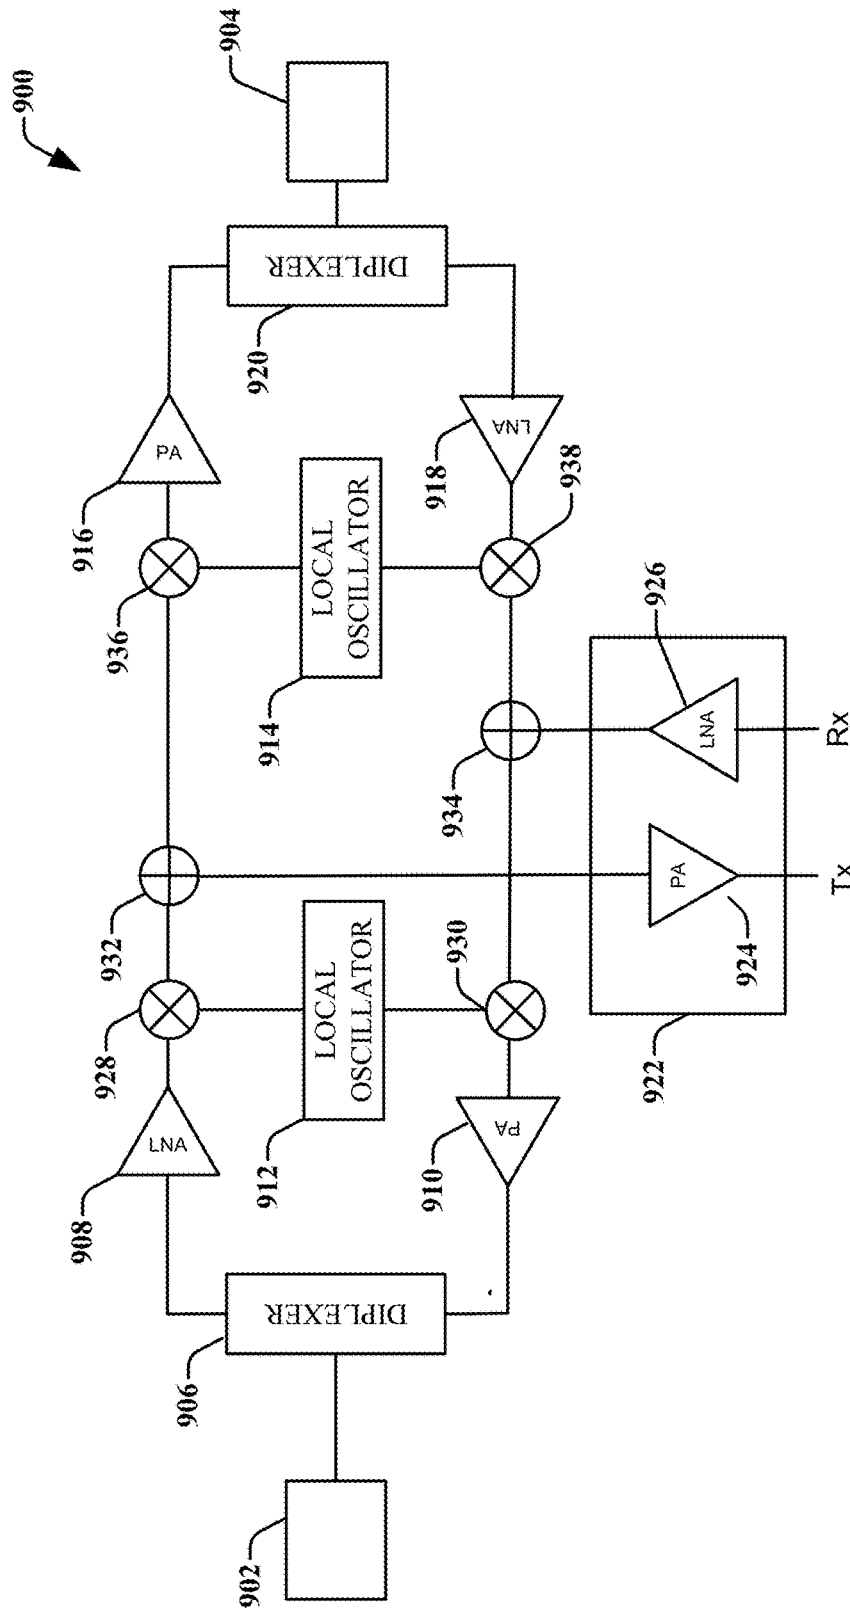 900
904
DIPLEXER
920
PA
916
LNA
918
936
LOCAL
OSCILLATOR
914
938
926
LNA
Rx
934
932
PA
924
Tx
922
928
LOCAL
OSCILLATOR
912
930
LNA
908
PA
910
DIPLEXER
906
902